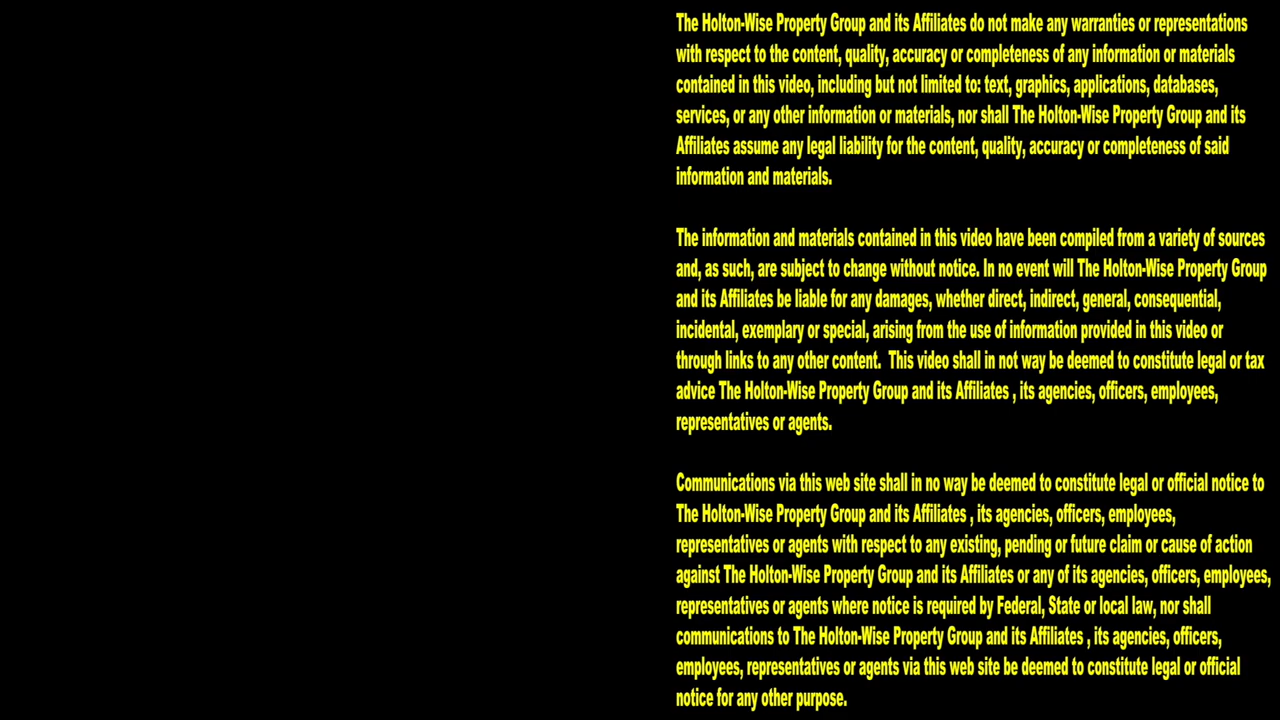 The Holton-Wise Property Group and its Affiliates do not make any warranties or representations
with respect to the content, quality, accuracy or completeness of any information or materials
contained in this video, including but not limited to: text, graphics, applications, databases,
services, or any other information or materials, nor shall The Holton-Wise Property Group and its
Affiliates assume any legal liability for the content, quality, accuracy or completeness of said
information and materials.
The information and materials contained in this video have been compiled from a variety of sources
and, as such, are subject to change without notice. In no event will The Holton-Wise Property Group
and its Affiliates be liable for any damages, whether direct, indirect, general, consequential,
incidental, exemplary or special, arising from the use of information provided in this video or
through links to any other content.  This video shall in not way be deemed to constitute legal or tax
advice The Holton-Wise Property Group and its Affiliates , its agencies, officers, employees,
representatives or agents.
Communications via this web site shall in no way be deemed to constitute legal or official notice to
The Holton-Wise Property Group and its Affiliates , its agencies, officers, employees,
representatives or agents with respect to any existing, pending or future claim or cause of action
against The Holton-Wise Property Group and its Affiliates or any of its agencies, officers, employees,
representatives or agents where notice is required by Federal, State or local law, nor shall
communications to The Holton-Wise Property Group and its Affiliates , its agencies, officers,
employees, representatives or agents via this web site be deemed to constitute legal or official
notice for any other purpose.